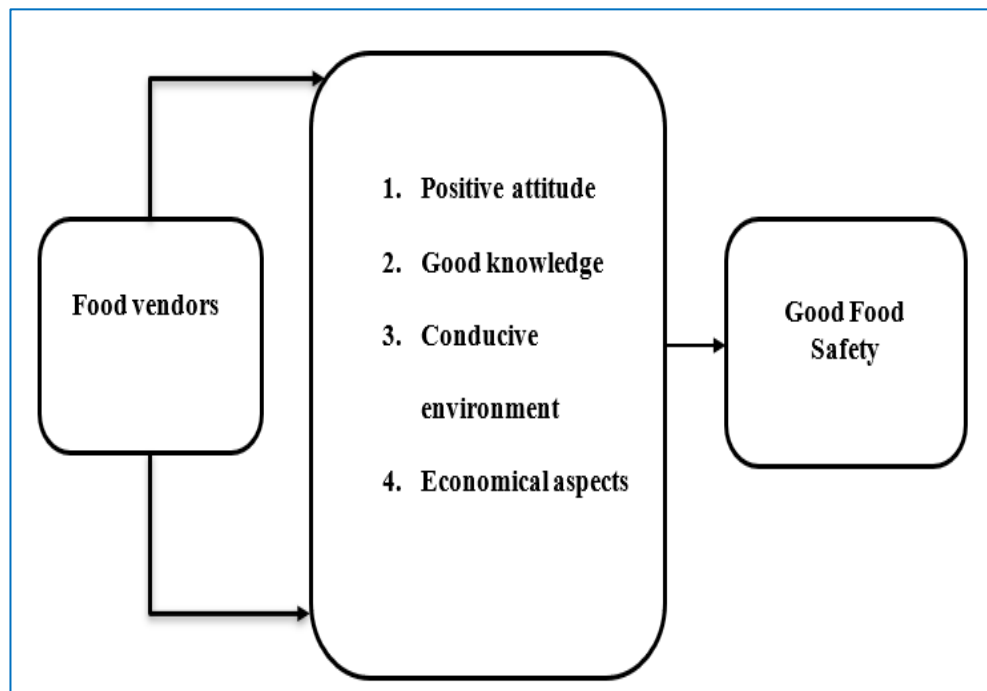 Food vendors
1. Positive attitude
2. Good knowledge
3. Conducive
environment
4. Economical aspects
Good Food
Safety